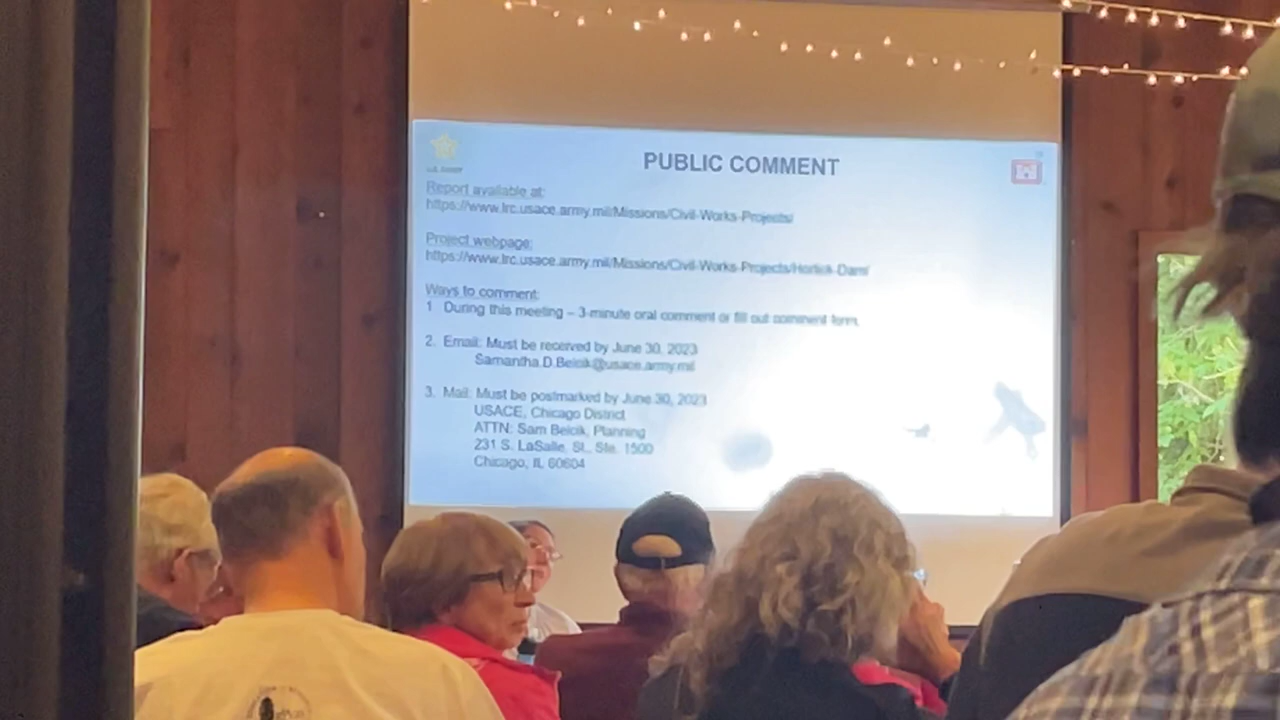 PUBLIC COMMENT
U.S. ARMY
Report available at:
https://www.lrc.usace.army.mil/Missions/Civil-Works-Projects/
Project webpage:
https://www.lrc.usace.army.mil/Missions/Civil-Works-Projects/Horlick-Dam/
Ways to comment:
1 During this meeting – 3-minute oral comment or fill out comment form.
2. Email: Must be received by June 30, 2023
Samantha.D.Belcik@usace.army.mil
3. Mail: Must be postmarked by June 30, 2023
USACE, Chicago District
ATTN: Sam Belcik, Planning
231 S. LaSalle. St., Ste. 1500
Chicago, IL 60604